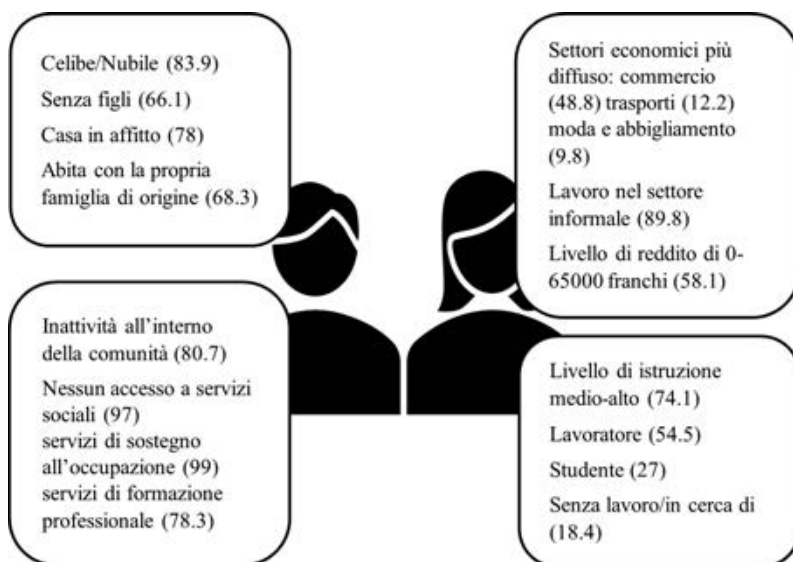 Celibe/Nubile (83.9)
Senza figli (66.1)
Casa in affitto (78)
Abita con la propria
famiglia di origine (68.3)
Settori economici più
diffuso: commercio
(48.8) trasporti (12.2)
moda e abbigliamento
(9.8)
Lavoro nel settore
informale (89.8)
Livello di reddito di 0-
65000 franchi (58.1)
Inattività all’interno
della comunità (80.7)
Nessun accesso a servizi
sociali (97)
servizi di sostegno
all’occupazione (99)
servizi di formazione
professionale (78.3)
Livello di istruzione
medio-alto (74.1)
Lavoratore (54.5)
Studente (27)
Senza lavoro/in cerca di
(18.4)